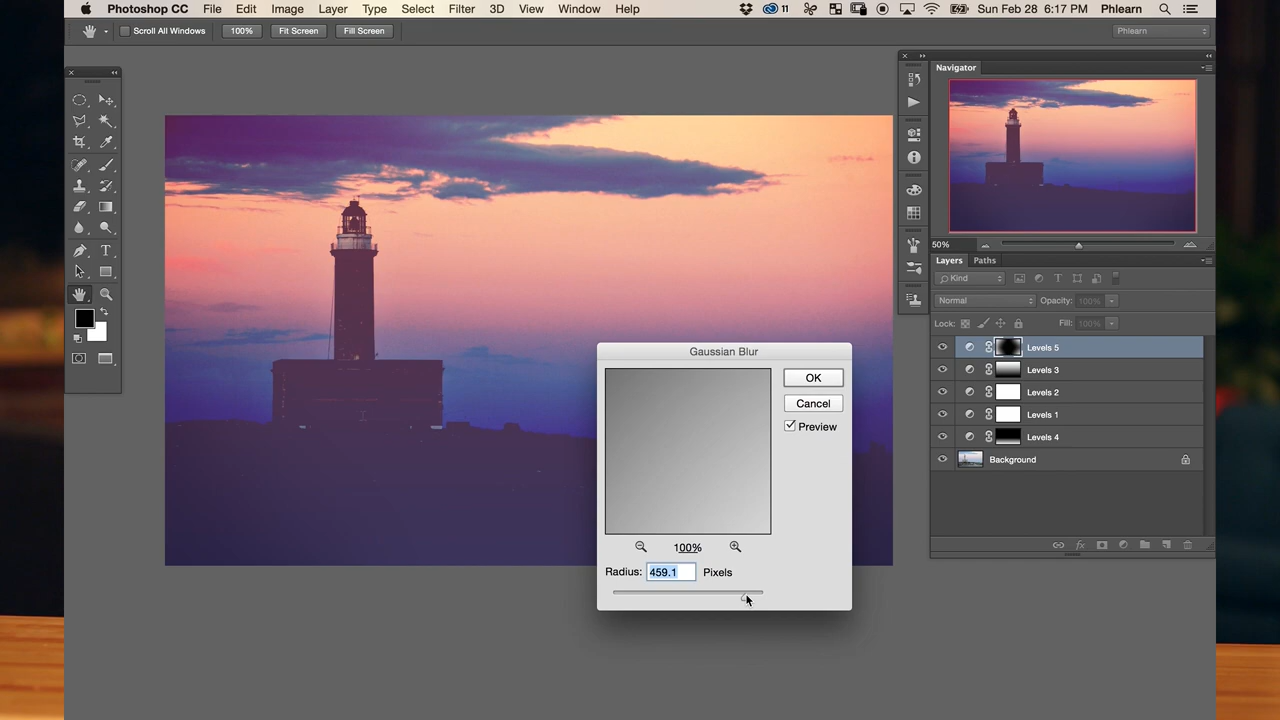 Photoshop CC File Edit Image Layer Type Select Filter 3D View Window Help 11 Sun Feb 28 6:17 PM Phlearn
Scroll All Windows 100% Fit Screen Fill Screen Phlearn
Navigator
50%
Layers Paths
Kind
Normal Opacity: 100%
Lock: Fill: 100%
Levels 5
Levels 3
Levels 2
Levels 1
Levels 4
Background
Gaussian Blur
OK
Cancel
Preview
100%
Radius: 459.1 Pixels